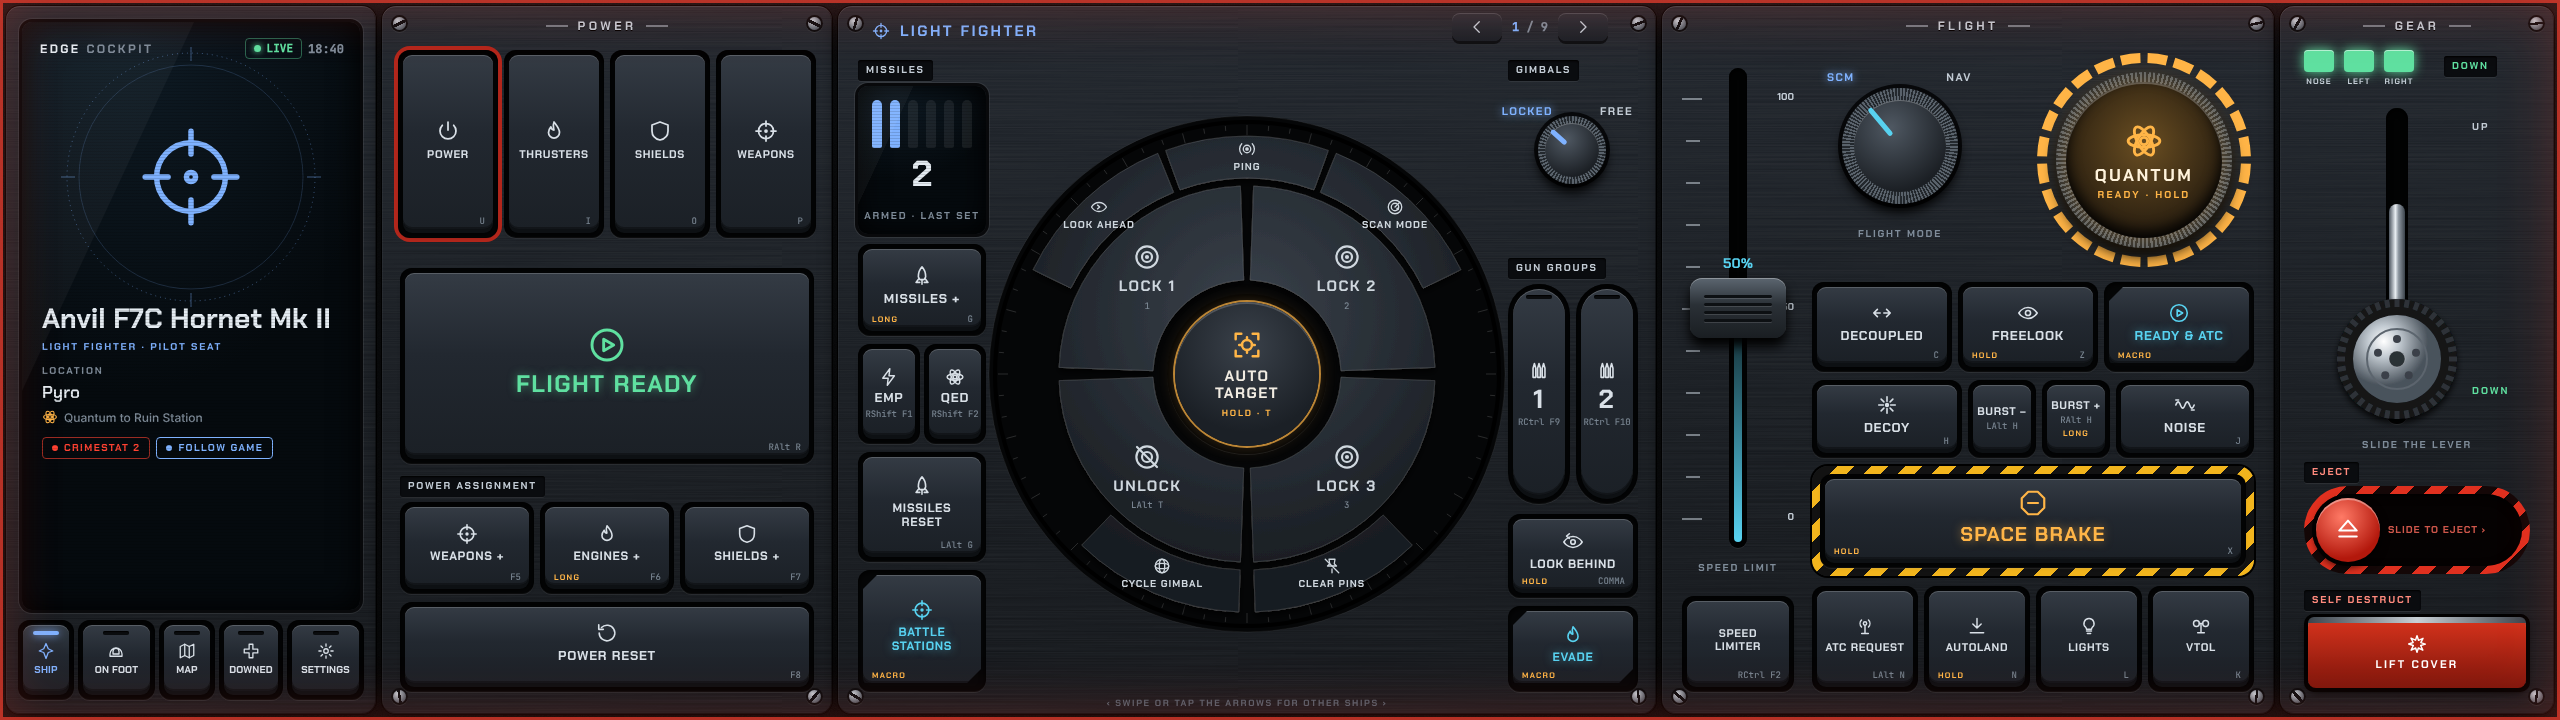 EDGE COCKPIT
LIVE 18:40
Anvil F7C Hornet Mk II
LIGHT FIGHTER · PILOT SEAT
LOCATION
Pyro
Quantum to Ruin Station
CRIMESTAT 2
FOLLOW GAME
SHIP
ON FOOT
MAP
DOWNED
SETTINGS
POWER
POWER
U
THRUSTERS
I
SHIELDS
O
WEAPONS
P
FLIGHT READY
RAlt R
POWER ASSIGNMENT
WEAPONS +
F5
ENGINES +
LONG F6
SHIELDS +
F7
POWER RESET
F8
LIGHT FIGHTER
1 / 9
MISSILES
2
ARMED · LAST SET
MISSILES +
LONG G
EMP
RShift F1
QED
RShift F2
MISSILES
RESET
LAlt G
BATTLE
STATIONS
MACRO
PING
LOOK AHEAD
SCAN MODE
LOCK 1
1
LOCK 2
2
AUTO
TARGET
HOLD · T
UNLOCK
LAlt T
LOCK 3
3
CYCLE GIMBAL
CLEAR PINS
‹ SWIPE OR TAP THE ARROWS FOR OTHER SHIPS ›
GIMBALS
LOCKED
FREE
GUN GROUPS
1
RCtrl F9
2
RCtrl F10
LOOK BEHIND
HOLD COMMA
EVADE
MACRO
FLIGHT
100
50%
0
SPEED LIMIT
SPEED
LIMITER
RCtrl F2
SCM
NAV
FLIGHT MODE
QUANTUM
READY · HOLD
DECOUPLED
C
FREELOOK
HOLD Z
READY & ATC
MACRO
DECOY
H
BURST –
LAlt H
BURST +
RAlt H
LONG
NOISE
J
SPACE BRAKE
HOLD X
ATC REQUEST
LAlt N
AUTOLAND
HOLD N
LIGHTS
L
VTOL
K
GEAR
NOSE
LEFT
RIGHT
DOWN
UP
DOWN
SLIDE THE LEVER
EJECT
SLIDE TO EJECT ›
SELF DESTRUCT
LIFT COVER